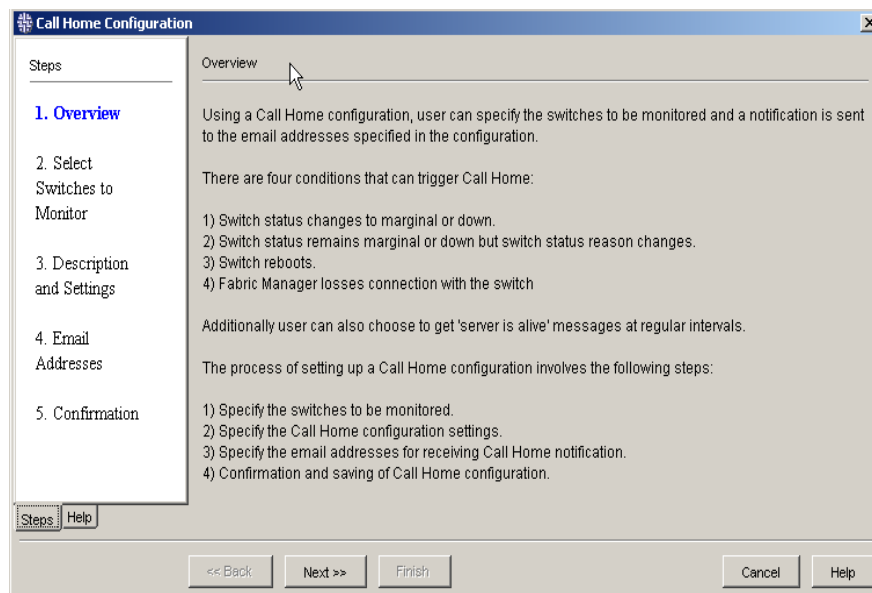 Call Home Configuration
Steps
1. Overview
2. Select
Switches to
Monitor
3. Description
and Settings
4. Email
Addresses
5. Confirmation
Steps
Help
Overview
Using a Call Home configuration, user can specify the switches to be monitored and a notification is sent
to the email addresses specified in the configuration.
There are four conditions that can trigger Call Home:
1) Switch status changes to marginal or down.
2) Switch status remains marginal or down but switch status reason changes.
3) Switch reboots.
4) Fabric Manager losses connection with the switch
Additionally user can also choose to get 'server is alive' messages at regular intervals.
The process of setting up a Call Home configuration involves the following steps:
1) Specify the switches to be monitored.
2) Specify the Call Home configuration settings.
3) Specify the email addresses for receiving Call Home notification.
4) Confirmation and saving of Call Home configuration.
<< Back
Next >>
Finish
Cancel
Help